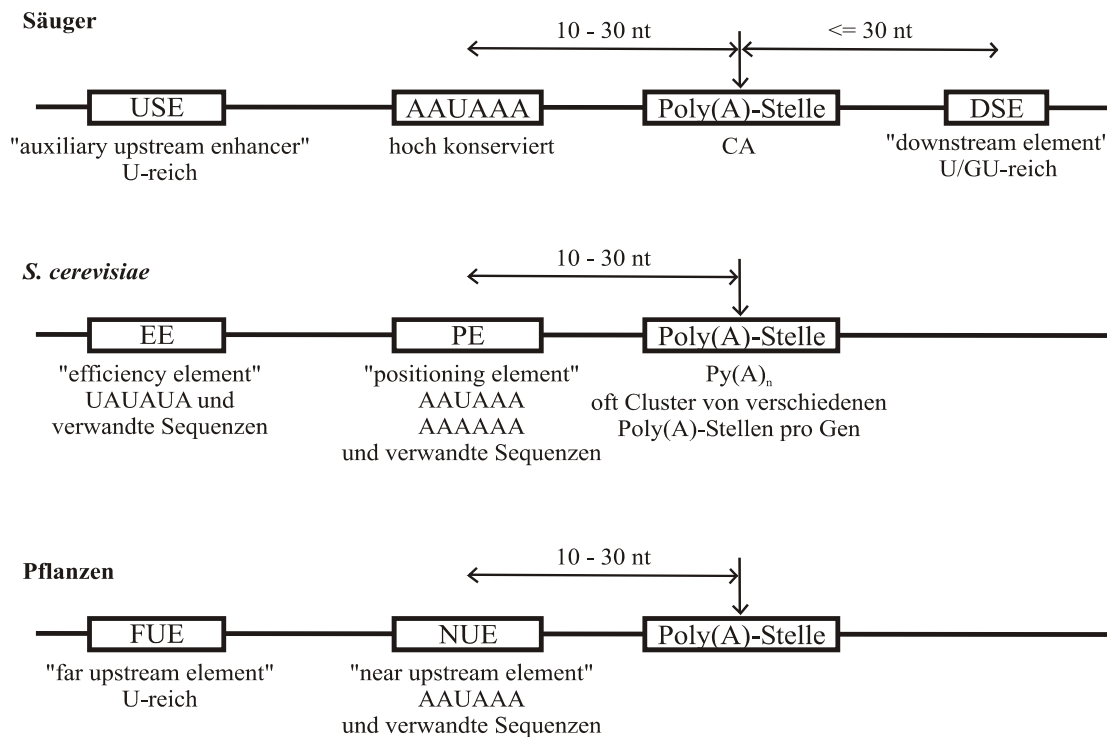 Säuger
10 - 30 nt
<= 30 nt
USE
AAUAAA
Poly(A)-Stelle
DSE
"auxiliary upstream enhancer"
U-reich
hoch konserviert
CA
"downstream element"
U/GU-reich
S. cerevisiae
10 - 30 nt
EE
PE
Poly(A)-Stelle
"efficiency element"
UAUAUA und
verwandte Sequenzen
"positioning element"
AAUAAA
AAAAAA
und verwandte Sequenzen
Py(A)n
oft Cluster von verschiedenen
Poly(A)-Stellen pro Gen
Pflanzen
10 - 30 nt
FUE
NUE
Poly(A)-Stelle
"far upstream element"
U-reich
"near upstream element"
AAUAAA
und verwandte Sequenzen